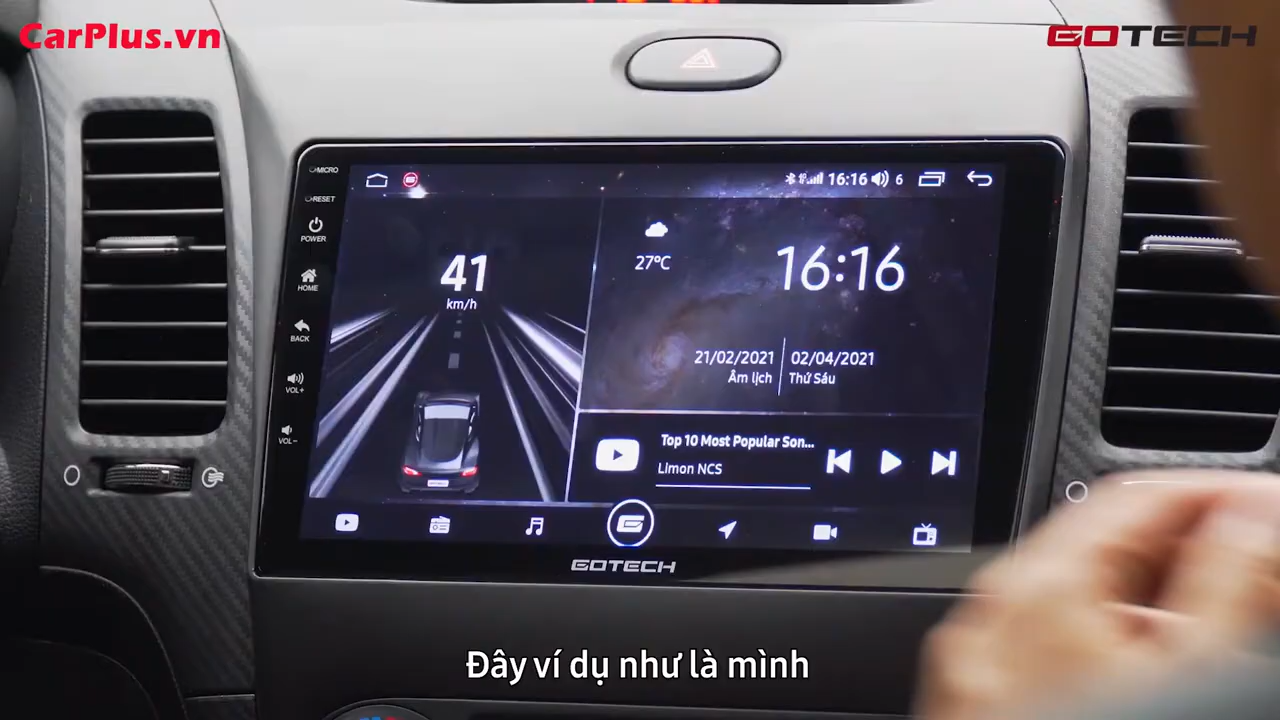 CarPlus.vn
GOTECH
MICRO
RESET
POWER
HOME
BACK
VOL+
VOL-
16:16
6
41
km/h
27°C
16:16
21/02/2021
Âm lịch
02/04/2021
Thứ Sáu
Top 10 Most Popular Son...
Limon NCS
GOTECH
Đây ví dụ như là mình